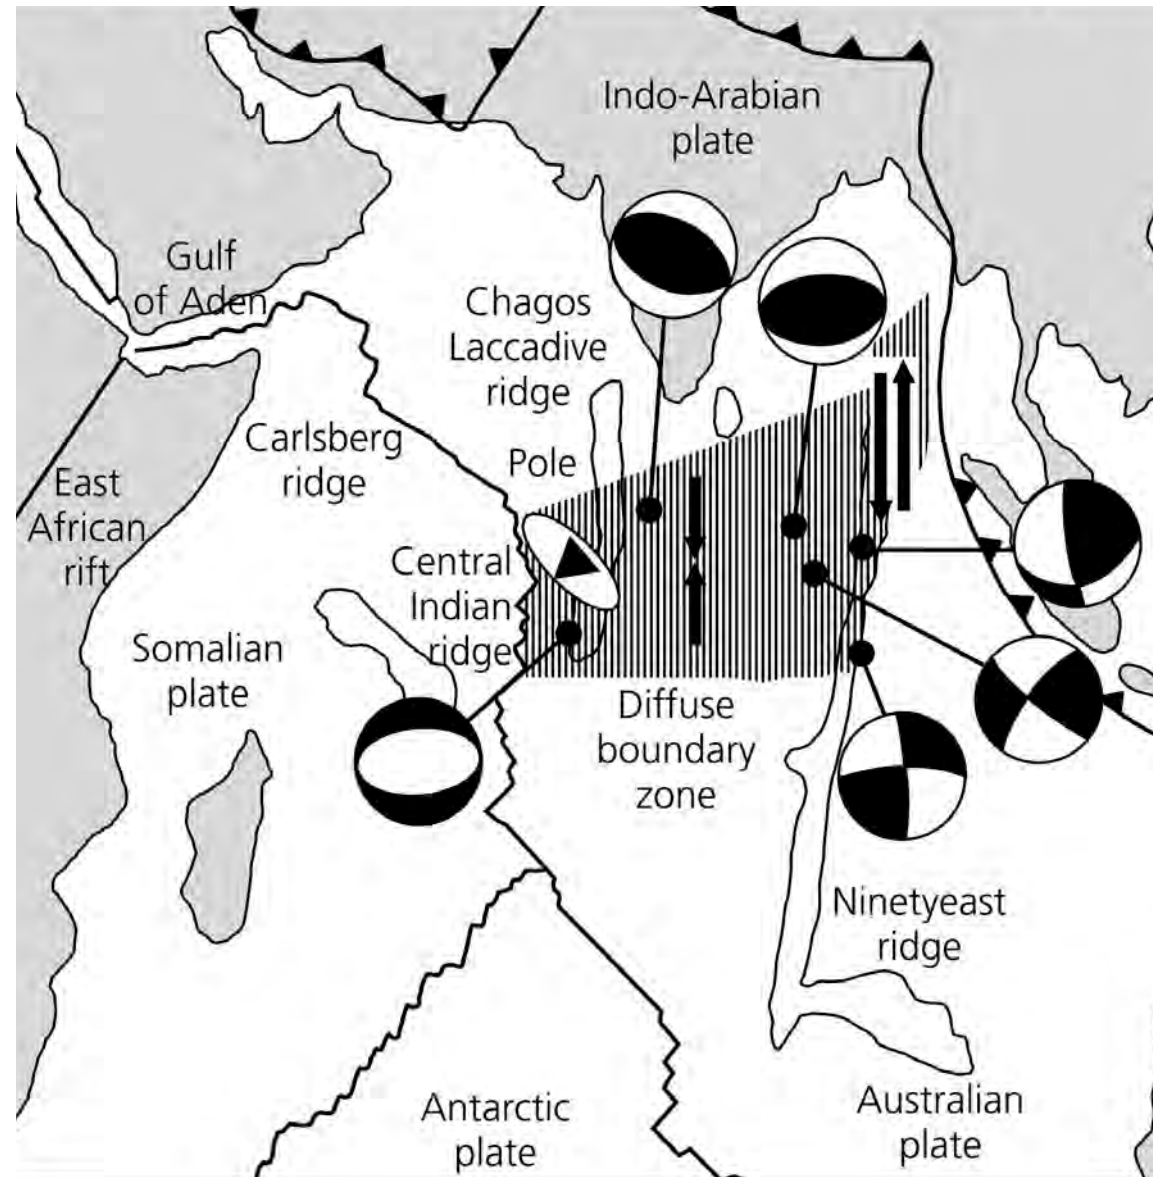 Indo-Arabian
plate
Gulf
of Aden
Chagos
Laccadive
ridge
Carlsberg
ridge
Pole
East
African
rift
Central
Indian
ridge
Somalian
plate
Diffuse
boundary
zone
Ninetyeast
ridge
Antarctic
plate
Australian
plate